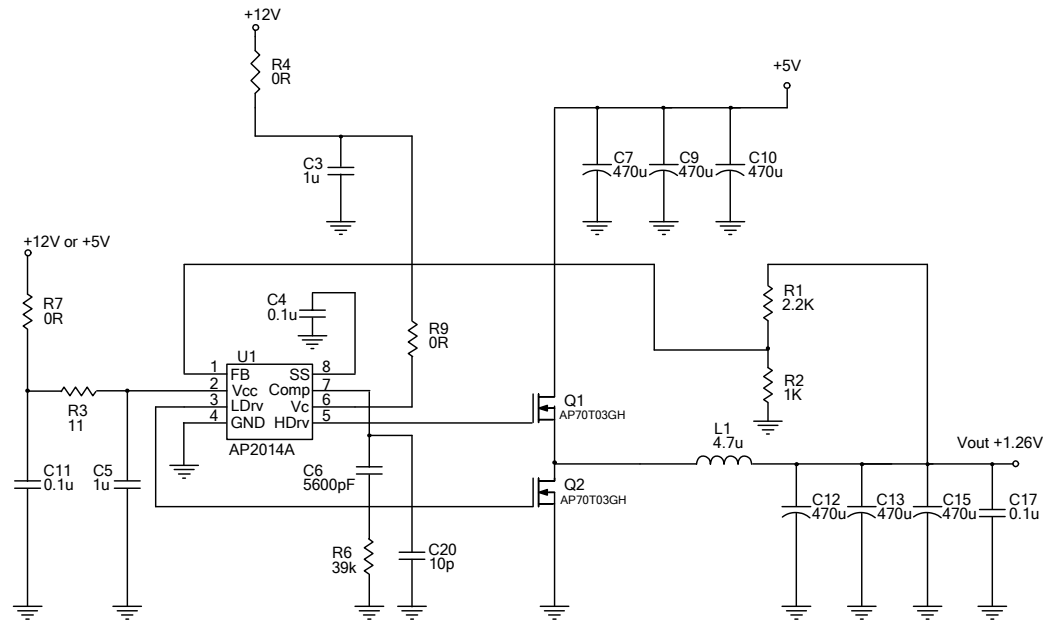 +12V
R4
0R
+5V
C3
1u
C7
470u
C9
470u
C10
470u
+12V or +5V
R7
0R
C4
0.1u
R9
0R
R1
2.2K
R2
1K
U1
1
FB
2
Vcc
3
LDrv
4
GND
SS
8
Comp
7
Vc
6
HDrv
5
AP2014A
R3
11
Q1
AP70T03GH
L1
4.7u
Vout +1.26V
C11
0.1u
C5
1u
C6
5600pF
Q2
AP70T03GH
C12
470u
C13
470u
C15
470u
C17
0.1u
R6
39k
C20
10p